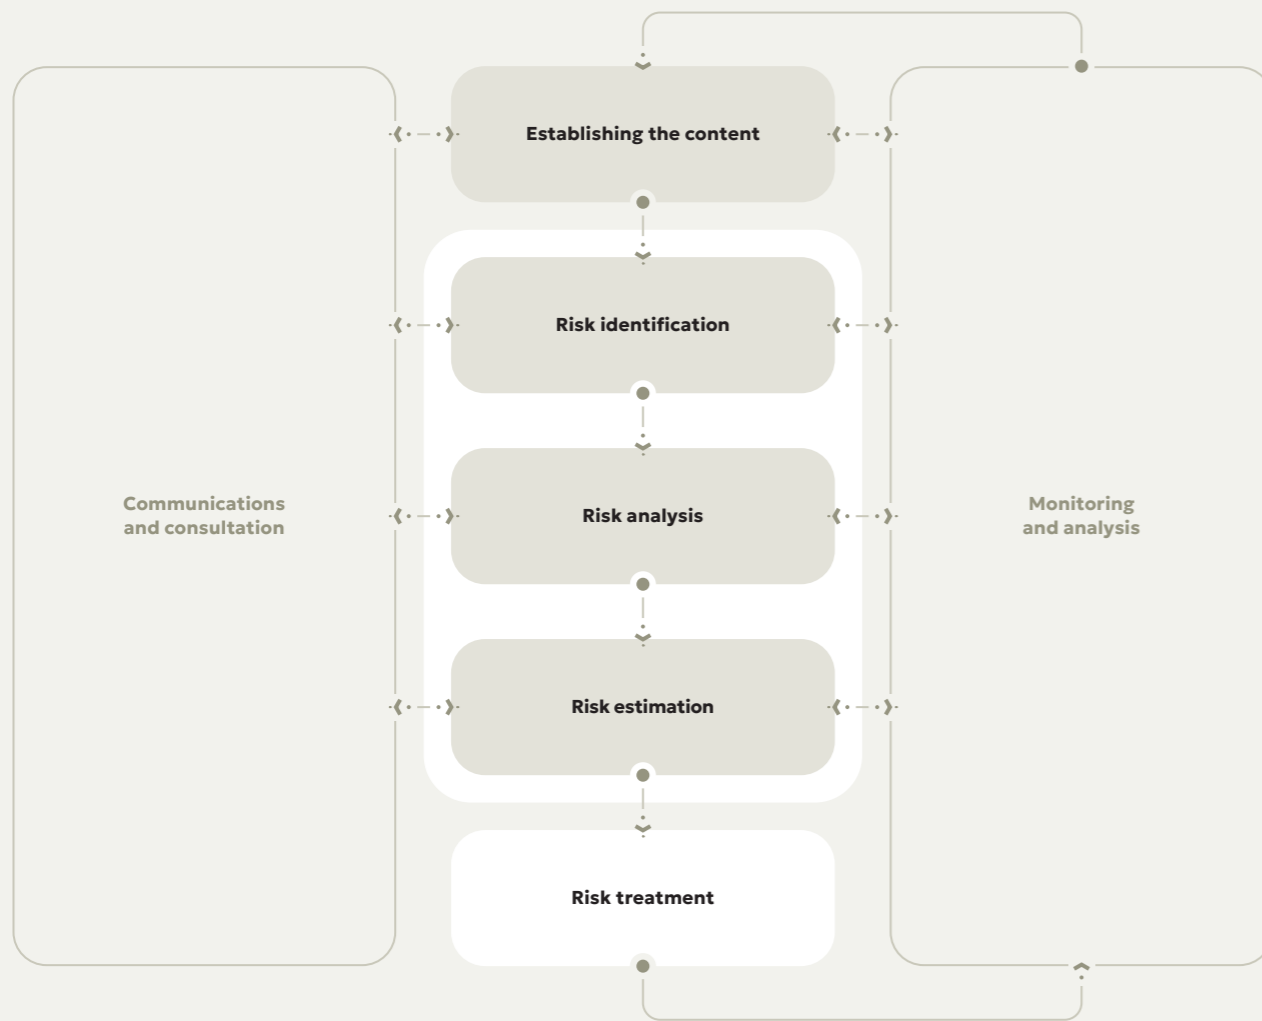 Establishing the content
Risk identification
Communications
and consultation
Risk analysis
Monitoring
and analysis
Risk estimation
Risk treatment